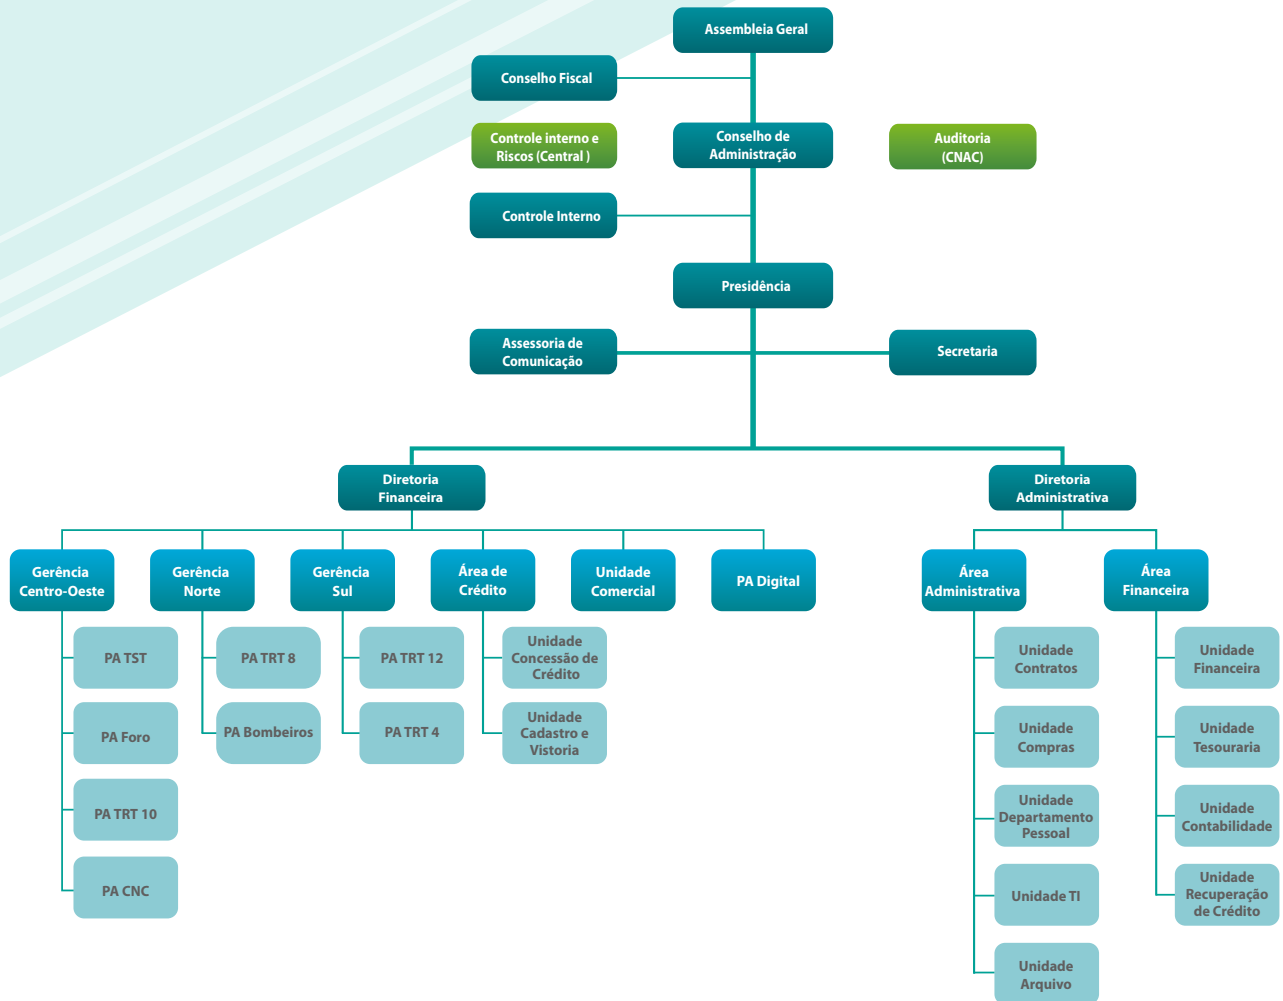 Assembleia Geral
Conselho Fiscal
Controle interno e
Riscos (Central )
Conselho de
Administração
Auditoria
(CNAC)
Controle Interno
Presidência
Assessoria de
Comunicação
Secretaria
Diretoria
Financeira
Diretoria
Administrativa
Gerência
Centro-Oeste
Gerência
Norte
Gerência
Sul
Área de
Crédito
Unidade
Comercial
PA Digital
Área
Administrativa
Área
Financeira
PA TST
PA Foro
PA TRT 10
PA CNC
PA TRT 8
PA Bombeiros
PA TRT 12
PA TRT 4
Unidade
Concessão de
Crédito
Unidade
Cadastro e
Vistoria
Unidade
Contratos
Unidade
Compras
Unidade
Departamento
Pessoal
Unidade TI
Unidade
Arquivo
Unidade
Financeira
Unidade
Tesouraria
Unidade
Contabilidade
Unidade
Recuperação
de Crédito